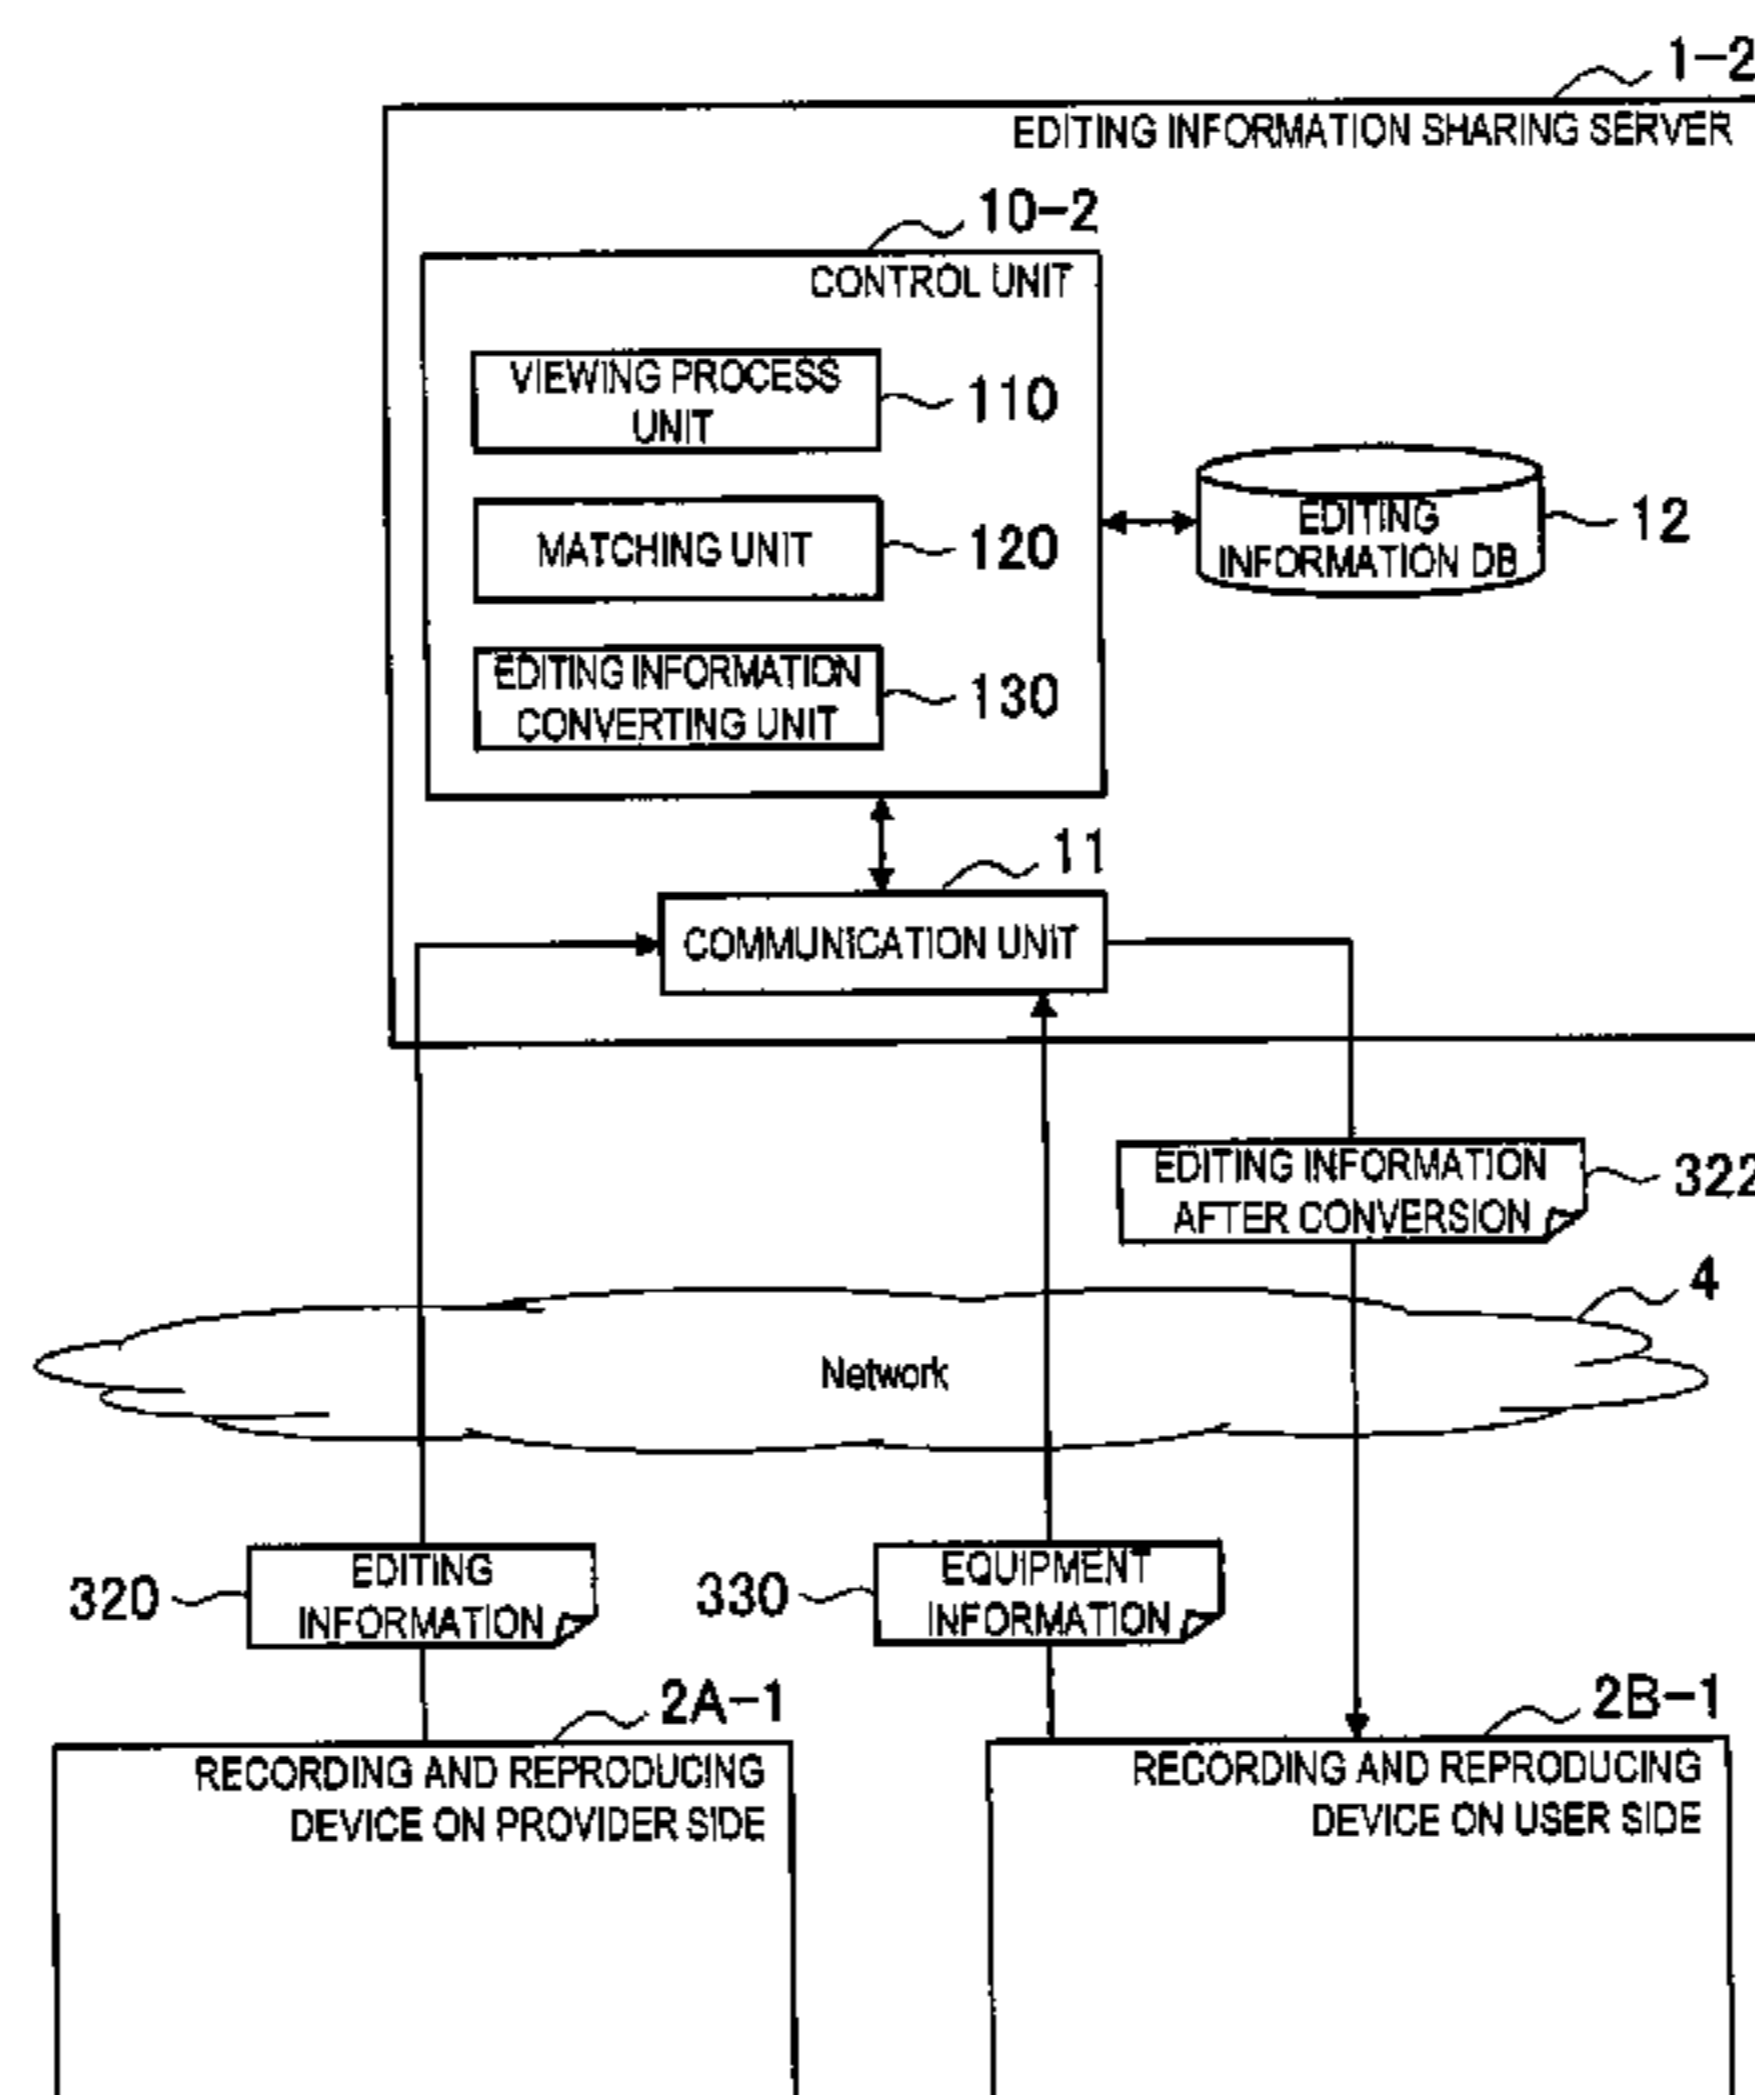 1-2
EDITING INFORMATION SHARING SERVER
10-2
CONTROL UNIT
VIEWING PROCESS
UNIT
110
MATCHING UNIT
120
EDITING INFORMATION
CONVERTING UNIT
130
EDITING
INFORMATION DB
12
11
COMMUNICATION UNIT
EDITING INFORMATION
AFTER CONVERSION
322
4
Network
320
EDITING
INFORMATION
330
EQUIPMENT
INFORMATION
2A-1
RECORDING AND REPRODUCING
DEVICE ON PROVIDER SIDE
2B-1
RECORDING AND REPRODUCING
DEVICE ON USER SIDE